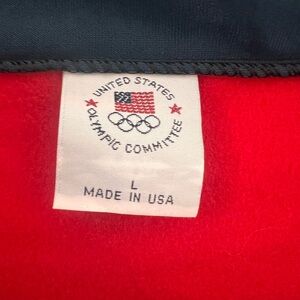 UNITED STATES
OLYMPIC COMMITTEE
L
MADE IN USA